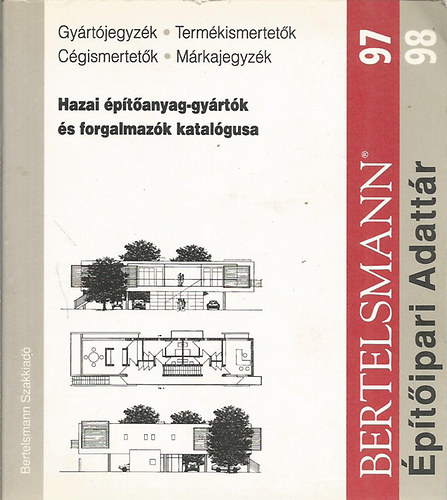 Gyártójegyzék • Termékismertetők
Cégismertetők • Márkajegyzék
Hazai építőanyag-gyártók
és forgalmazók katalógusa
97
98
BERTELSMANN®
Építőipari Adattár
Bertelsmann Szakkiadó